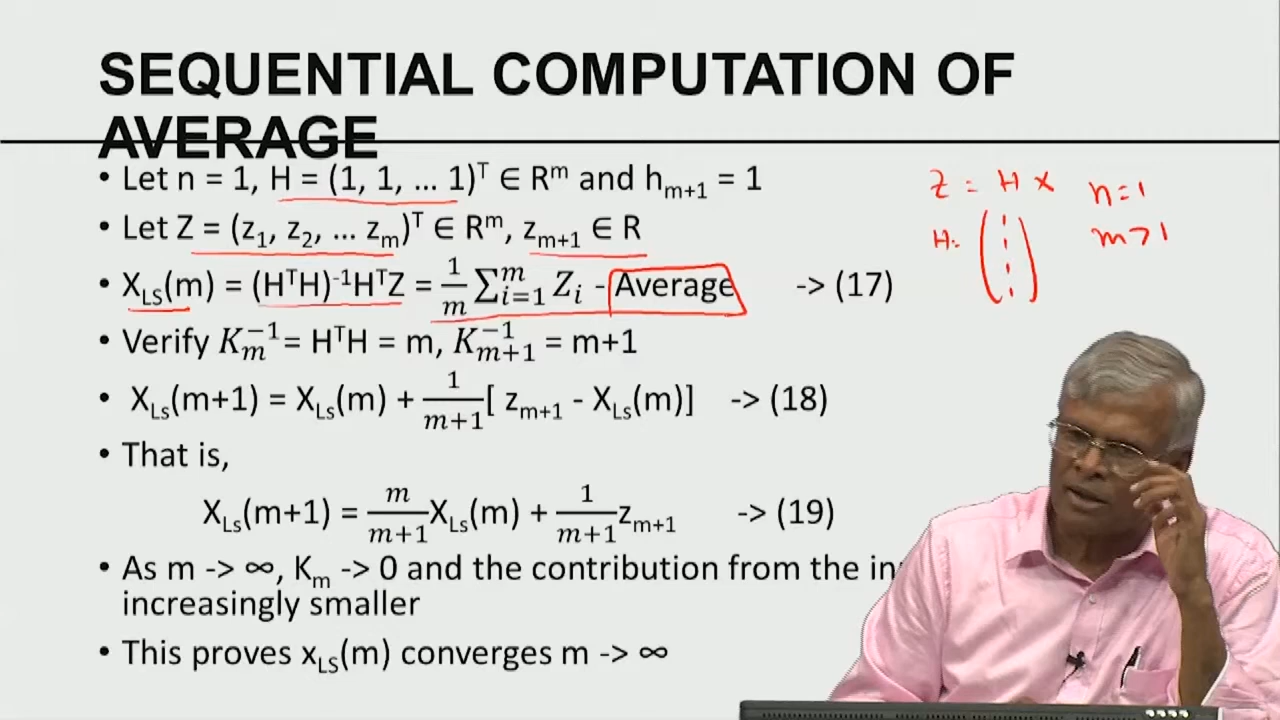 SEQUENTIAL COMPUTATION OF
AVERAGE
• Let n = 1, H = (1, 1, ... 1)ᵀ ∈ Rᵐ and hₘ₊₁ = 1
• Let Z = (z₁, z₂, ... zₘ)ᵀ ∈ Rᵐ, zₘ₊₁ ∈ R
• X_LS(m) = (HᵀH)⁻¹HᵀZ = 1/m ∑ᵢ₌₁ᵐ Zᵢ - Average -> (17)
• Verify Kₘ⁻¹ = HᵀH = m, Kₘ₊₁⁻¹ = m+1
• X_Ls(m+1) = X_Ls(m) + 1/(m+1) [ zₘ₊₁ - X_Ls(m)] -> (18)
• That is,
X_Ls(m+1) = m/(m+1) X_Ls(m) + 1/(m+1) zₘ₊₁ -> (19)
• As m -> ∞, Kₘ -> 0 and the contribution from the
increasingly smaller
• This proves x_LS(m) converges m -> ∞
Z = H x n=1
H= m>1